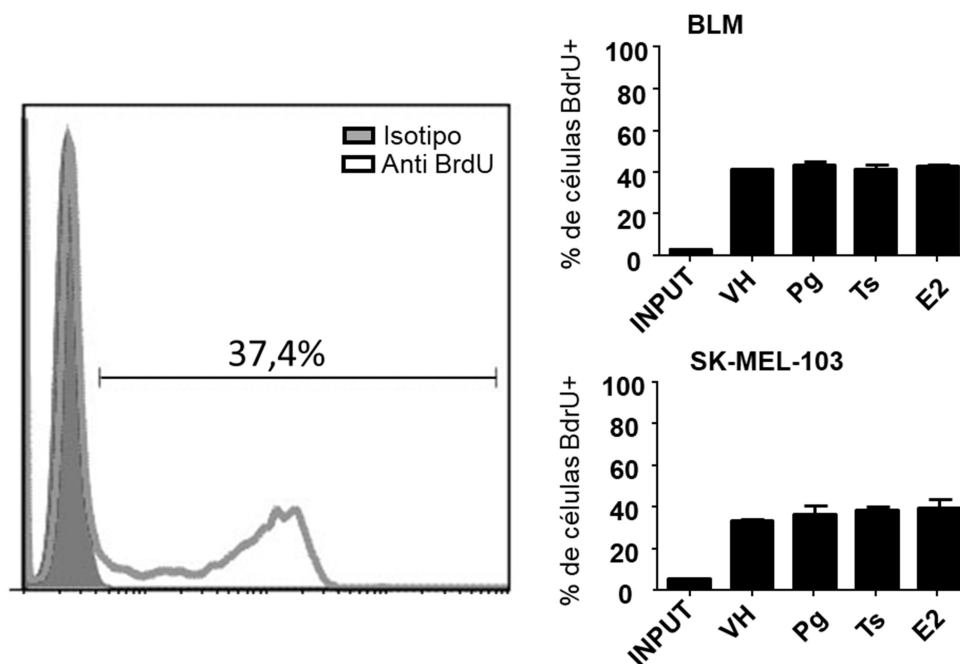 Isotipo
Anti BrdU
37,4%
BLM
% de células BdrU+
100
80
60
40
20
0
INPUT
VH
Pg
Ts
E2
SK-MEL-103
% de células BdrU+
100
80
60
40
20
0
INPUT
VH
Pg
Ts
E2